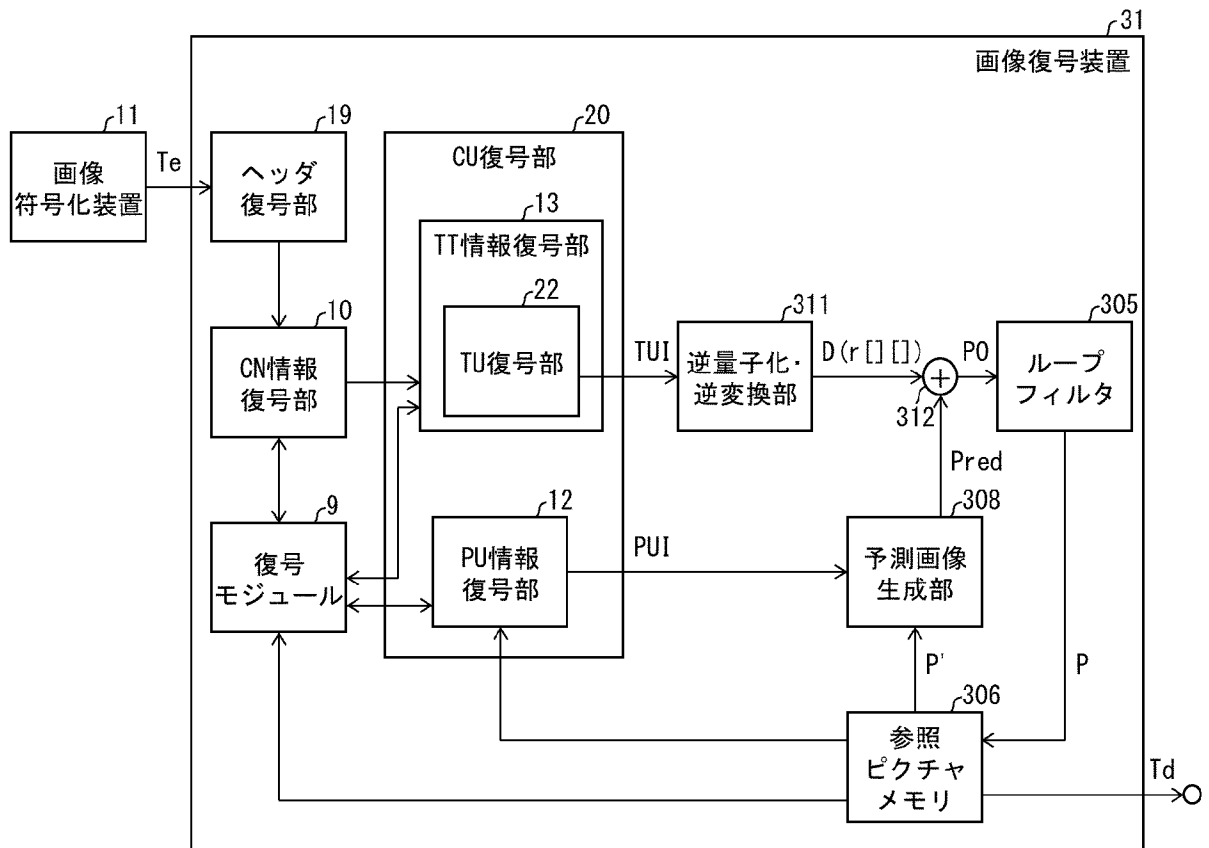 31
画像復号装置
11
画像
符号化装置
Te
19
ヘッダ
復号部
20
CU復号部
13
TT情報復号部
22
TU復号部
10
CN情報
復号部
TUI
311
逆量子化・
逆変換部
D(r[][])
312
PO
305
ループ
フィルタ
Pred
9
復号
モジュール
12
PU情報
復号部
PUI
308
予測画像
生成部
P'
P
306
参照
ピクチャ
メモリ
Td